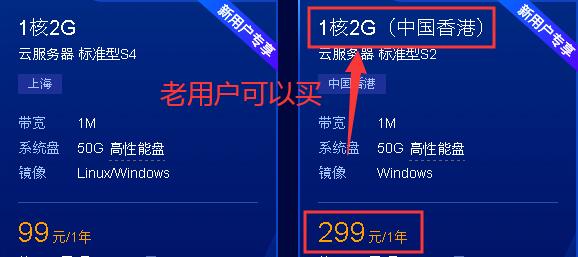 新用户专享
1核2G
云服务器 标准型S4
上海
带宽 1M
系统盘 50G 高性能盘
镜像 Linux/Windows
99元/1年
老用户可以买
新用户专享
1核2G（中国香港）
云服务器 标准型S2
中国香港
带宽 1M
系统盘 50G 高性能盘
镜像 Windows
299元/1年